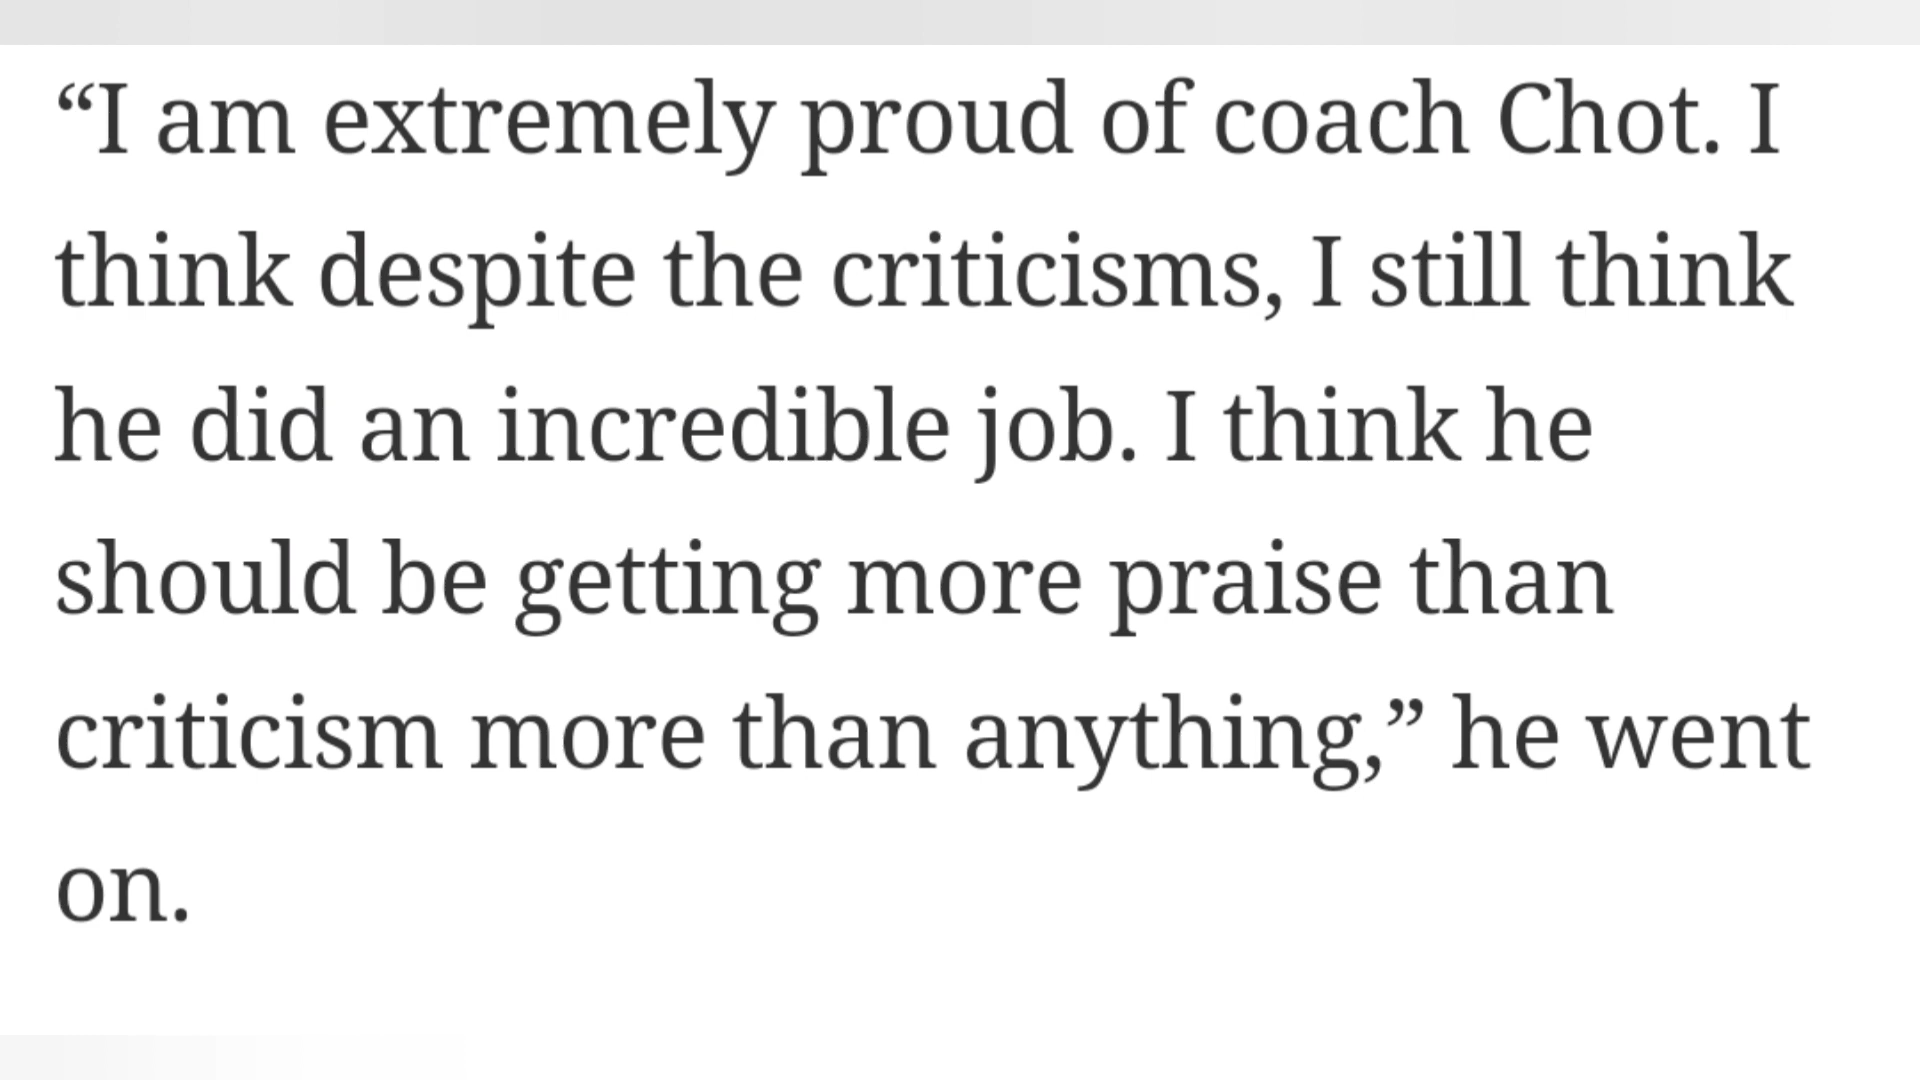 “I am extremely proud of coach Chot. I
think despite the criticisms, I still think
he did an incredible job. I think he
should be getting more praise than
criticism more than anything,” he went
on.